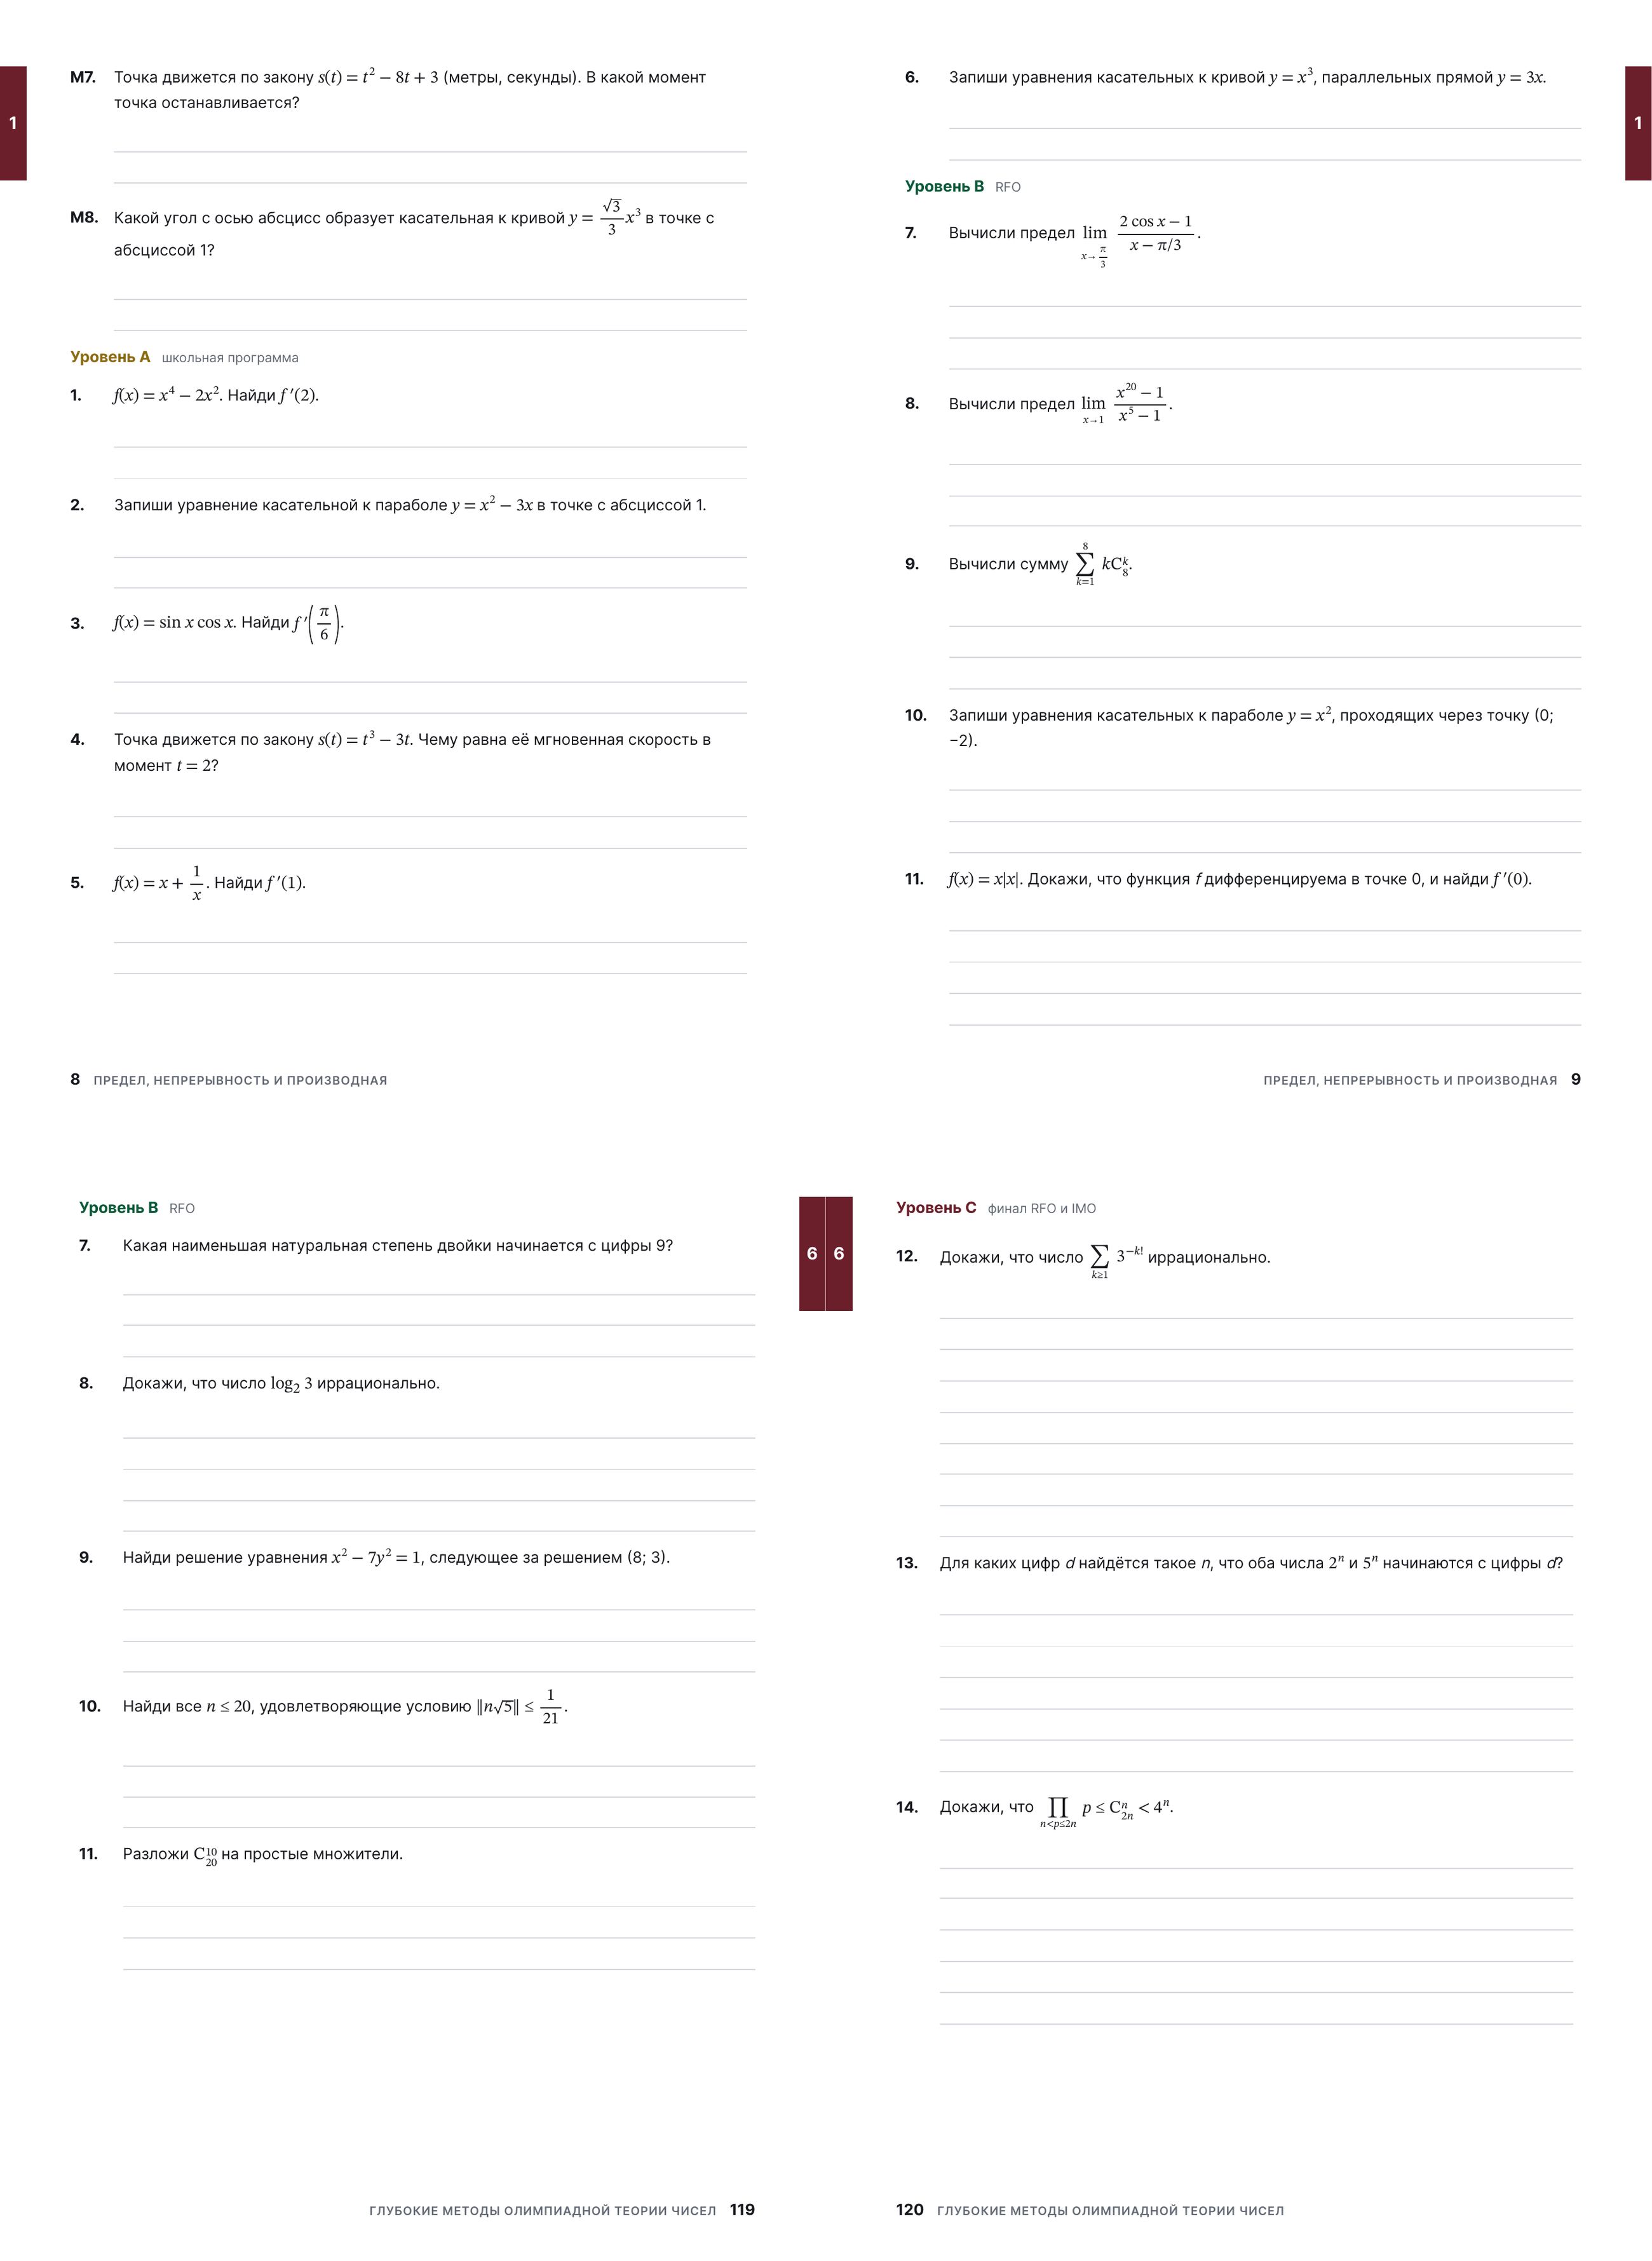 1
M7. Точка движется по закону s(t) = t² − 8t + 3 (метры, секунды). В какой момент
точка останавливается?
M8. Какой угол с осью абсцисс образует касательная к кривой y = √3/3 x³ в точке с
абсциссой 1?
Уровень A школьная программа
1. f(x) = x⁴ − 2x². Найди f ′(2).
2. Запиши уравнение касательной к параболе y = x² − 3x в точке с абсциссой 1.
3. f(x) = sin x cos x. Найди f ′(π/6).
4. Точка движется по закону s(t) = t³ − 3t. Чему равна её мгновенная скорость в
момент t = 2?
5. f(x) = x + 1/x. Найди f ′(1).
8 ПРЕДЕЛ, НЕПРЕРЫВНОСТЬ И ПРОИЗВОДНАЯ
1
6. Запиши уравнения касательных к кривой y = x³, параллельных прямой y = 3x.
Уровень B RFO
7. Вычисли предел lim x→π/3 (2 cos x − 1)/(x − π/3).
8. Вычисли предел lim x→1 (x²⁰ − 1)/(x⁵ − 1).
9. Вычисли сумму ∑_{k=1}^{8} kC₈ᵏ.
10. Запиши уравнения касательных к параболе y = x², проходящих через точку (0;
−2).
11. f(x) = x|x|. Докажи, что функция f дифференцируема в точке 0, и найди f ′(0).
ПРЕДЕЛ, НЕПРЕРЫВНОСТЬ И ПРОИЗВОДНАЯ 9
Уровень B RFO
6
7. Какая наименьшая натуральная степень двойки начинается с цифры 9?
8. Докажи, что число log₂ 3 иррационально.
9. Найди решение уравнения x² − 7y² = 1, следующее за решением (8; 3).
10. Найди все n ≤ 20, удовлетворяющие условию ‖n√5‖ ≤ 1/21.
11. Разложи C₂₀¹⁰ на простые множители.
ГЛУБОКИЕ МЕТОДЫ ОЛИМПИАДНОЙ ТЕОРИИ ЧИСЕЛ 119
6
Уровень C финал RFO и IMO
12. Докажи, что число ∑_{k≥1} 3^{−k!} иррационально.
13. Для каких цифр d найдётся такое n, что оба числа 2ⁿ и 5ⁿ начинаются с цифры d?
14. Докажи, что ∏_{n<p≤2n} p ≤ C_{2n}^{n} < 4ⁿ.
120 ГЛУБОКИЕ МЕТОДЫ ОЛИМПИАДНОЙ ТЕОРИИ ЧИСЕЛ